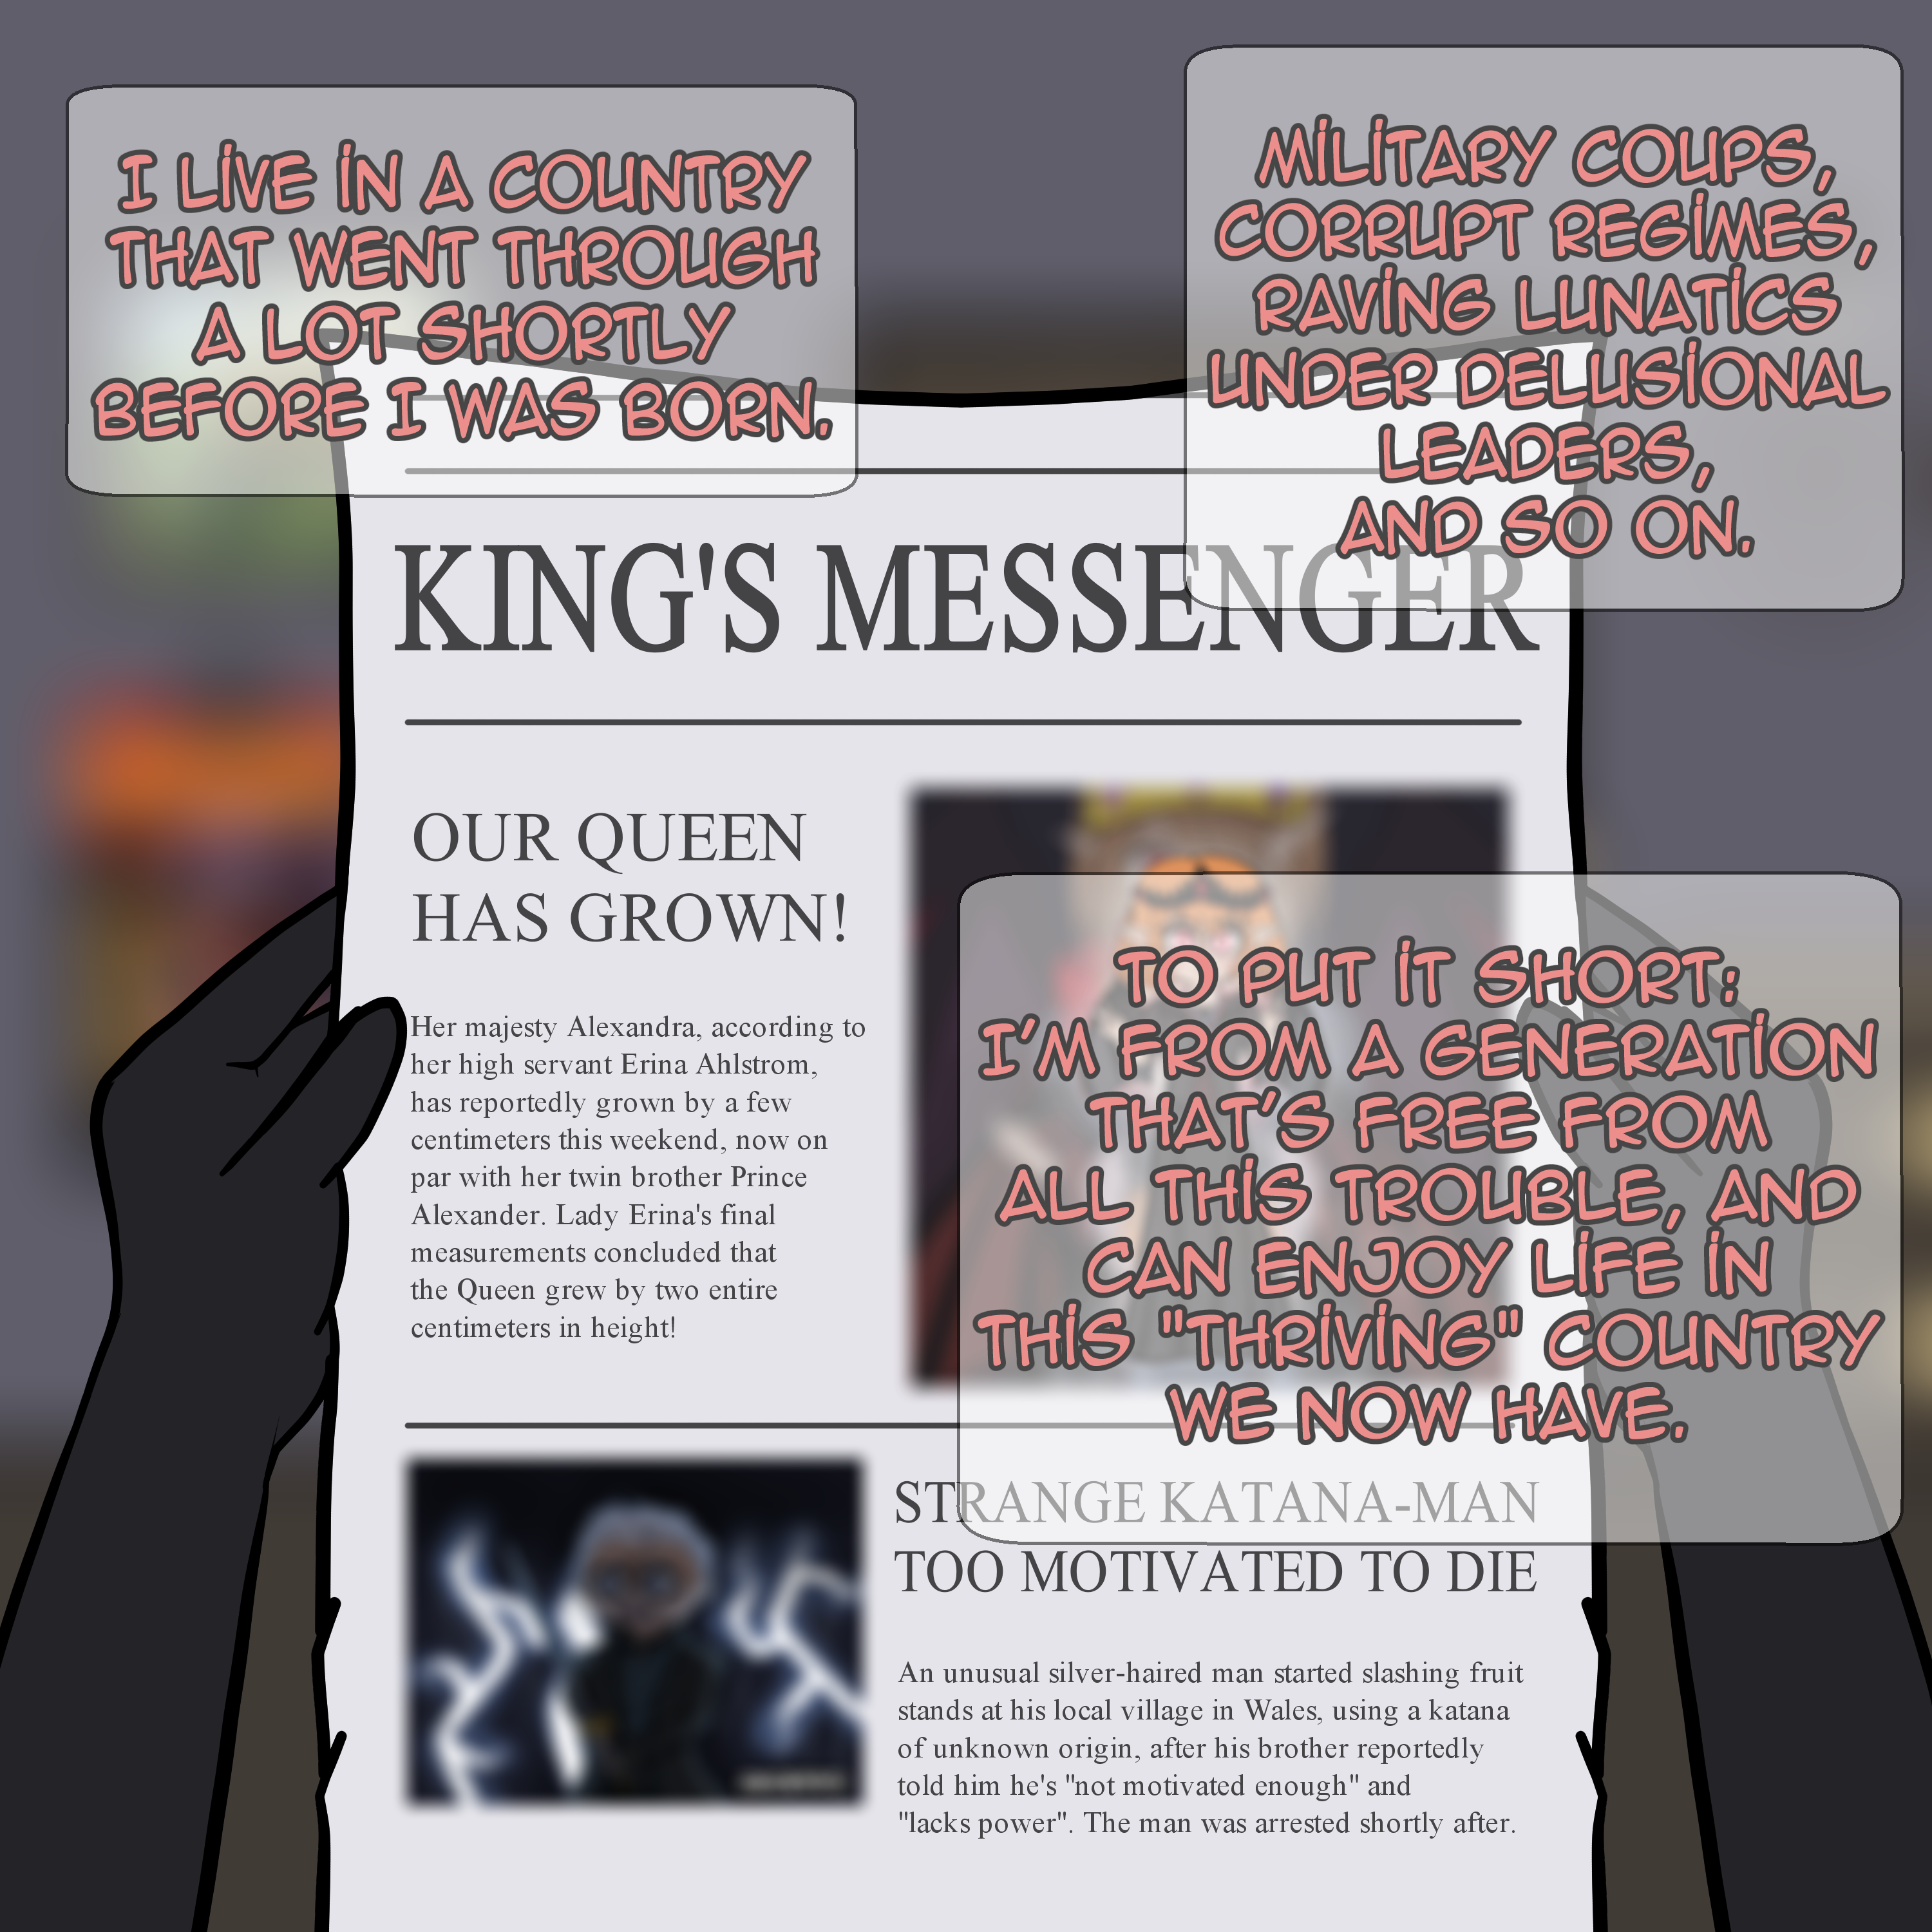 I LIVE IN A COUNTRY
THAT WENT THROUGH
A LOT SHORTLY
BEFORE I WAS BORN.
MILITARY COUPS,
CORRUPT REGIMES,
RAVING LUNATICS
UNDER DELUSIONAL
LEADERS,
AND SO ON.
KING'S MESSENGER
OUR QUEEN
HAS GROWN!
Her majesty Alexandra, according to
her high servant Erina Ahlstrom,
has reportedly grown by a few
centimeters this weekend, now on
par with her twin brother Prince
Alexander. Lady Erina's final
measurements concluded that
the Queen grew by two entire
centimeters in height!
TO PUT IT SHORT:
I'M FROM A GENERATION
THAT'S FREE FROM
ALL THIS TROUBLE, AND
CAN ENJOY LIFE IN
THIS "THRIVING" COUNTRY
WE NOW HAVE.
STRANGE KATANA-MAN
TOO MOTIVATED TO DIE
An unusual silver-haired man started slashing fruit
stands at his local village in Wales, using a katana
of unknown origin, after his brother reportedly
told him he's "not motivated enough" and
"lacks power". The man was arrested shortly after.